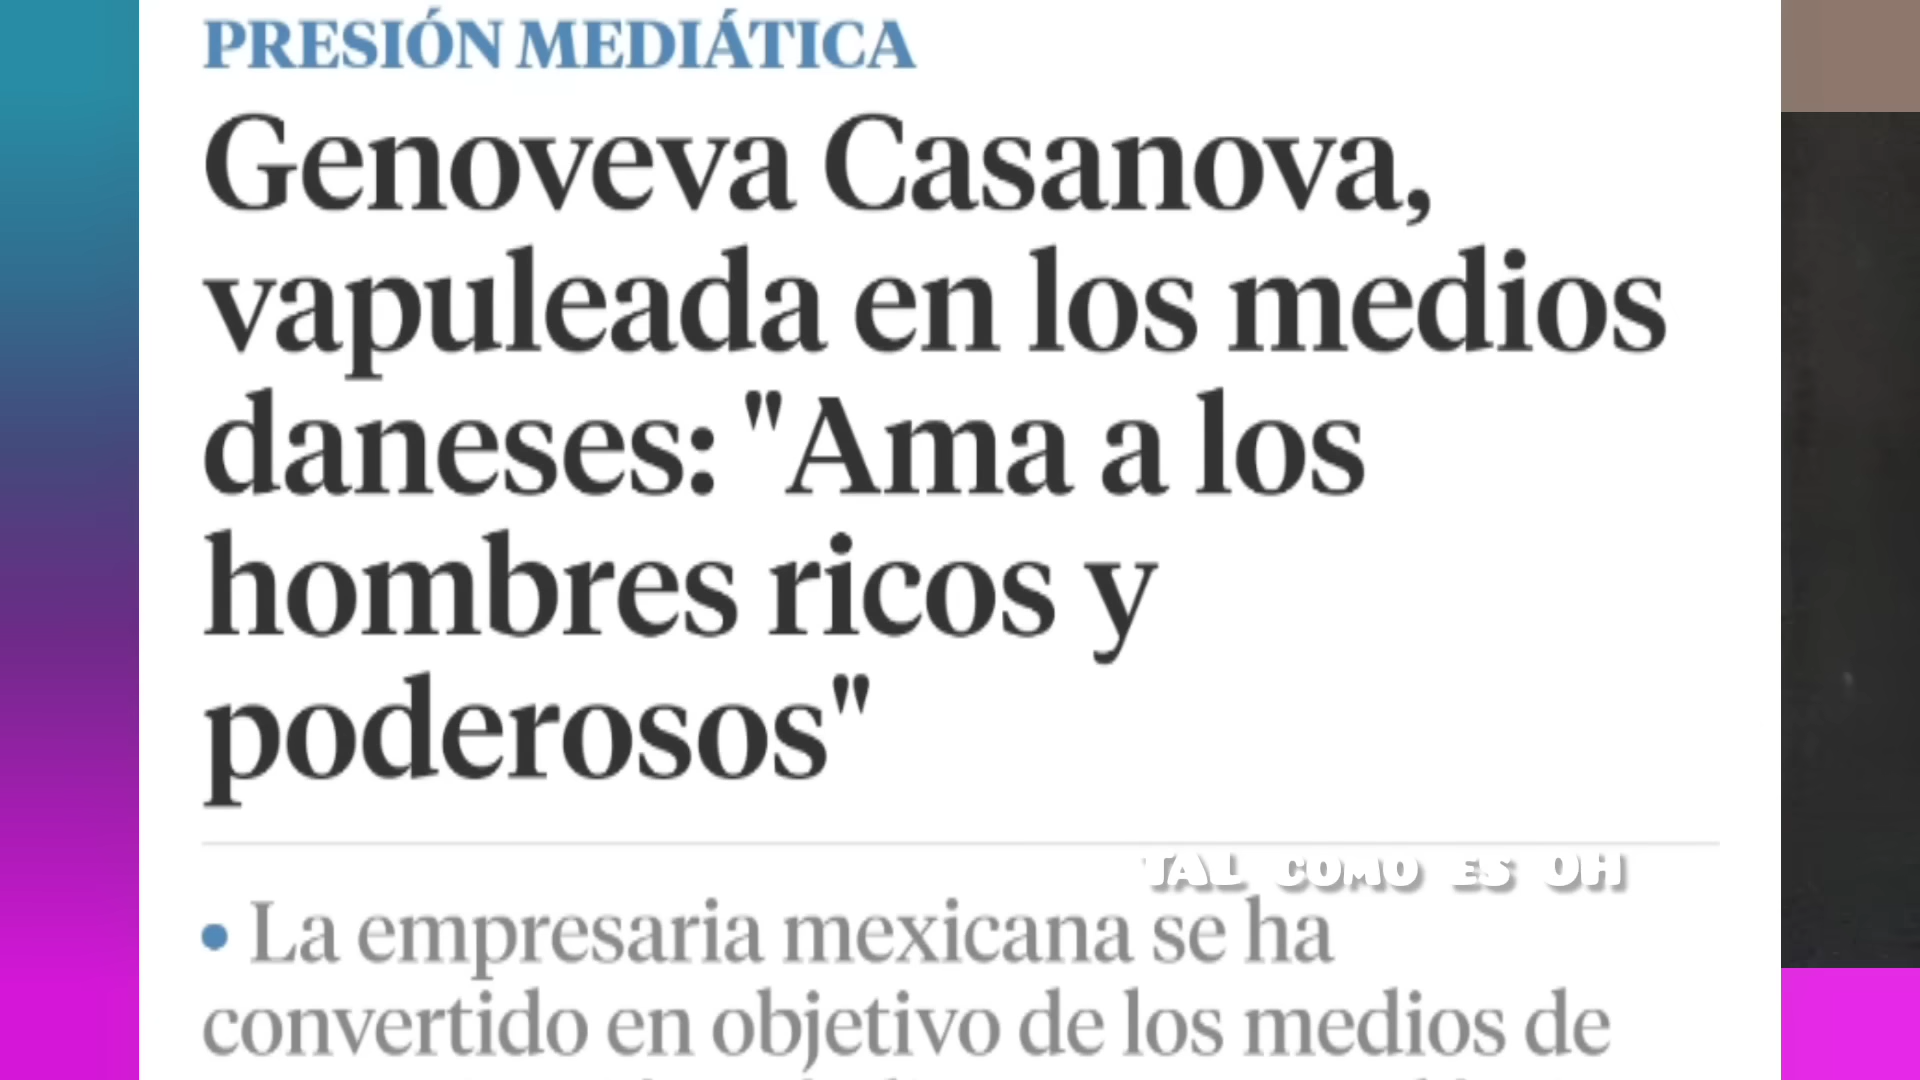 PRESIÓN MEDIÁTICA
Genoveva Casanova,
vapuleada en los medios
daneses: "Ama a los
hombres ricos y
poderosos"
TAL COMO ES OH
• La empresaria mexicana se ha
convertido en objetivo de los medios de